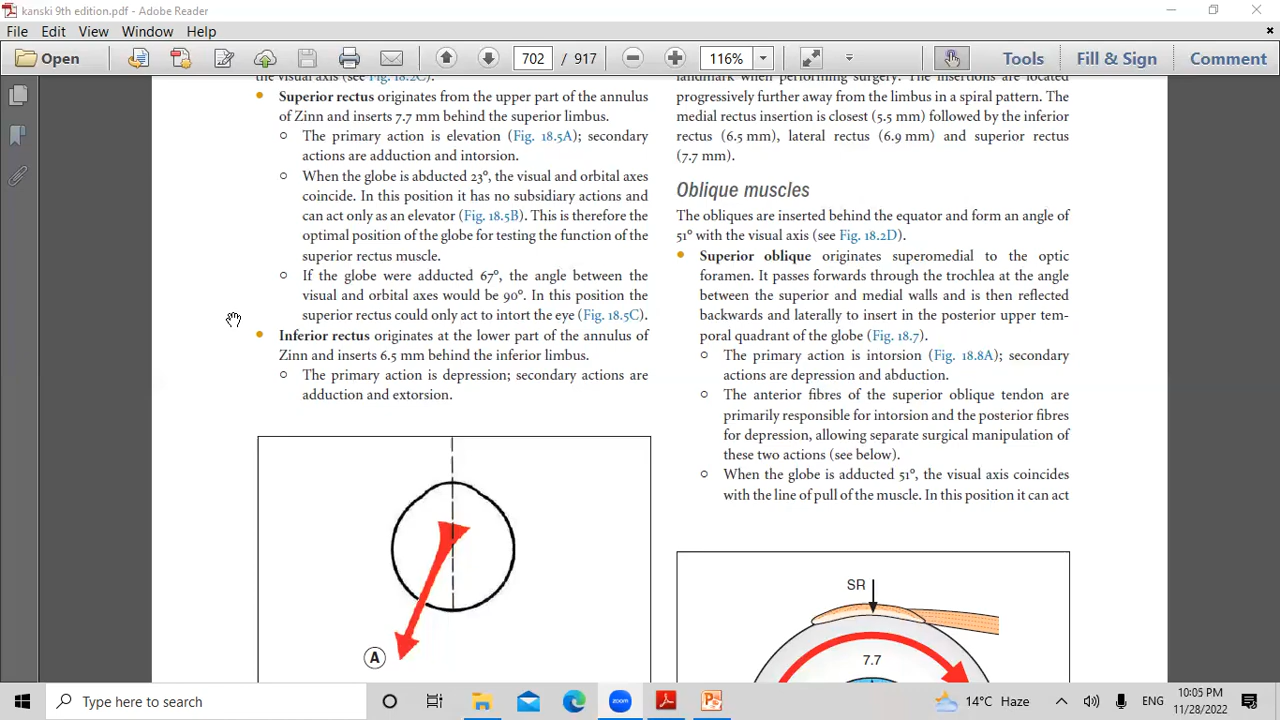 kanski 9th edition.pdf - Adobe Reader
File Edit View Window Help
Open 702 / 917 116% Tools Fill & Sign Comment
the visual axis (see Fig. 18.2C).
Superior rectus originates from the upper part of the annulus
of Zinn and inserts 7.7 mm behind the superior limbus.
The primary action is elevation (Fig. 18.5A); secondary
actions are adduction and intorsion.
When the globe is abducted 23°, the visual and orbital axes
coincide. In this position it has no subsidiary actions and
can act only as an elevator (Fig. 18.5B). This is therefore the
optimal position of the globe for testing the function of the
superior rectus muscle.
If the globe were adducted 67°, the angle between the
visual and orbital axes would be 90°. In this position the
superior rectus could only act to intort the eye (Fig. 18.5C).
Inferior rectus originates at the lower part of the annulus of
Zinn and inserts 6.5 mm behind the inferior limbus.
The primary action is depression; secondary actions are
adduction and extorsion.
A
landmark when performing surgery. The insertions are located
progressively further away from the limbus in a spiral pattern. The
medial rectus insertion is closest (5.5 mm) followed by the inferior
rectus (6.5 mm), lateral rectus (6.9 mm) and superior rectus
(7.7 mm).
Oblique muscles
The obliques are inserted behind the equator and form an angle of
51° with the visual axis (see Fig. 18.2D).
Superior oblique originates superomedial to the optic
foramen. It passes forwards through the trochlea at the angle
between the superior and medial walls and is then reflected
backwards and laterally to insert in the posterior upper tem-
poral quadrant of the globe (Fig. 18.7).
The primary action is intorsion (Fig. 18.8A); secondary
actions are depression and abduction.
The anterior fibres of the superior oblique tendon are
primarily responsible for intorsion and the posterior fibres
for depression, allowing separate surgical manipulation of
these two actions (see below).
When the globe is adducted 51°, the visual axis coincides
with the line of pull of the muscle. In this position it can act
SR
7.7
Type here to search
zoom
14°C Haze
ENG
10:05 PM
11/28/2022